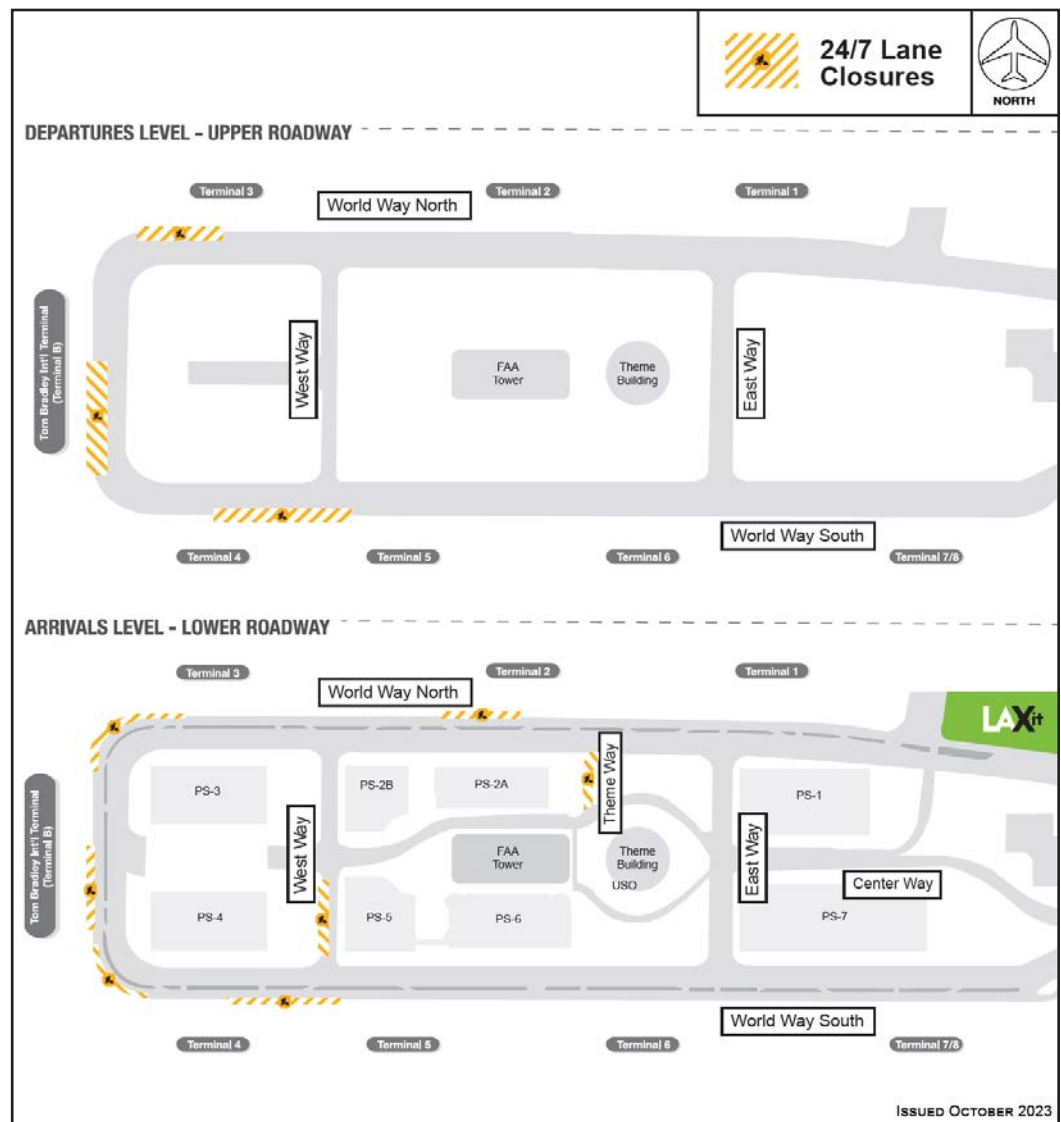 24/7 Lane
Closures
NORTH
DEPARTURES LEVEL - UPPER ROADWAY
Terminal 3
Terminal 2
Terminal 1
World Way North
Tom Bradley Int'l Terminal
(Terminal B)
West Way
FAA
Tower
Theme
Building
East Way
World Way South
Terminal 4
Terminal 5
Terminal 6
Terminal 7/8
ARRIVALS LEVEL - LOWER ROADWAY
Terminal 3
Terminal 2
Terminal 1
World Way North
LAXit
Theme Way
PS-3
PS-2B
PS-2A
PS-1
Tom Bradley Int'l Terminal
(Terminal B)
West Way
FAA
Tower
Theme
Building
USO
East Way
Center Way
PS-4
PS-5
PS-6
PS-7
World Way South
Terminal 4
Terminal 5
Terminal 6
Terminal 7/8
ISSUED OCTOBER 2023